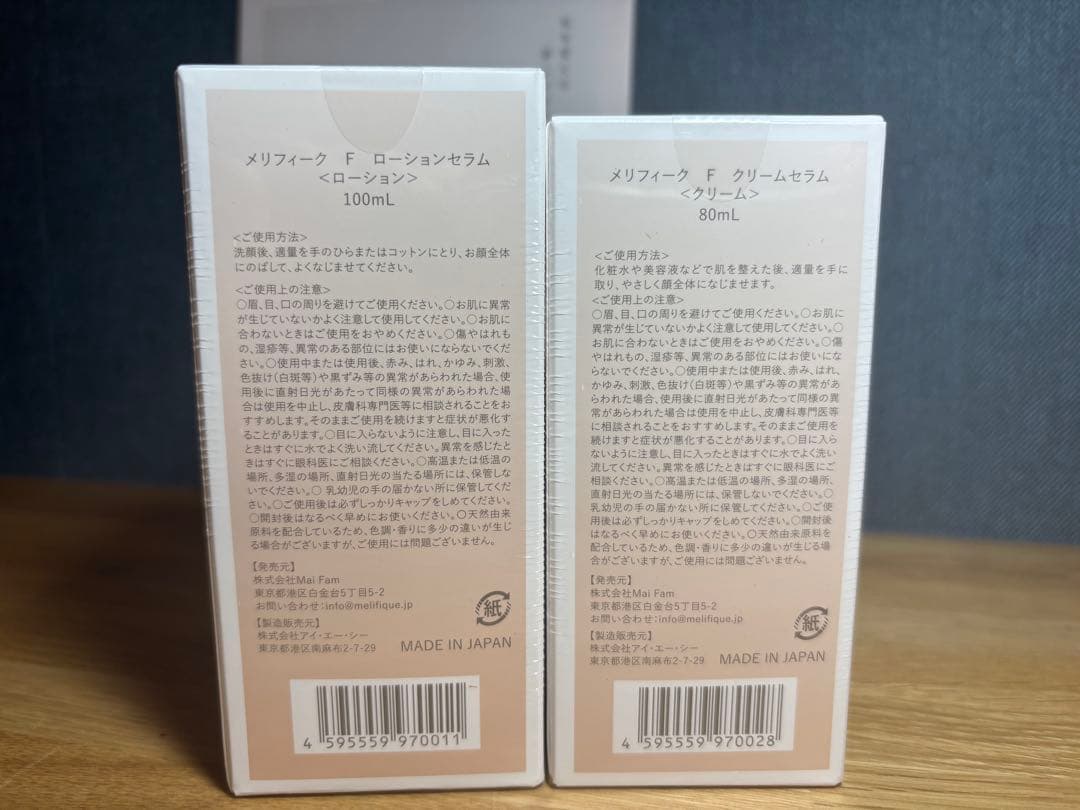 メリフィーク F ローションセラム
＜ローション＞
100mL
＜ご使用方法＞
洗顔後、適量を手のひらまたはコットンにとり、お顔全体
にのばして、よくなじませてください。
＜ご使用上の注意＞
○眉、目、口の周りを避けてご使用ください。○お肌に異常
が生じていないかよく注意して使用してください。○お肌に
合わないときはご使用をおやめください。○傷やはれも
の、湿疹等、異常のある部位にはお使いにならないでくだ
さい。○使用中または使用後、赤み、はれ、かゆみ、刺激、
色抜け（白斑等）や黒ずみ等の異常があらわれた場合、使
用後に直射日光があたって同様の異常があらわれた場
合は使用を中止し、皮膚科専門医等に相談されることをお
すすめします。そのままご使用を続けますと症状が悪化す
ることがあります。○目に入らないように注意し、目に入った
ときはすぐに水でよく洗い流してください。異常を感じたと
きはすぐに眼科医にご相談ください。○高温または低温の
場所、多湿の場所、直射日光の当たる場所には、保管しな
いでください。○ 乳幼児の手の届かない所に保管してくだ
さい。○ご使用後は必ずしっかりキャップをしめてください。
○開封後はなるべく早めにお使いください。○天然由来
原料を配合しているため、色調・香りに多少の違いが生じ
る場合がございますが、ご使用には問題ございません。
【発売元】
株式会社Mai Fam
東京都港区白金台5丁目5-2
お問い合わせ：info@melifique.jp
【製造販売元】
株式会社アイ・エー・シー
東京都港区南麻布2-7-29
紙
MADE IN JAPAN
4 595559 970011
メリフィーク F クリームセラム
＜クリーム＞
80mL
＜ご使用方法＞
化粧水や美容液などで肌を整えた後、適量を手に
取り、やさしく顔全体になじませます。
＜ご使用上の注意＞
○眉、目、口の周りを避けてご使用ください。○お肌に
異常が生じていないかよく注意して使用してください。○
お肌に合わないときはご使用をおやめください。○傷
やはれもの、湿疹等、異常のある部位にはお使いにな
らないでください。○使用中または使用後、赤み、はれ、
かゆみ、刺激、色抜け（白斑等）や黒ずみ等の異常があ
らわれた場合、使用後に直射日光があたって同様の異
常があらわれた場合は使用を中止し、皮膚科専門医等
に相談されることをおすすめします。そのままご使用を
続けますと症状が悪化することがあります。○目に入ら
ないように注意し、目に入ったときはすぐに水でよく洗い
流してください。異常を感じたときはすぐに眼科医にご相
談ください。○高温または低温の場所、多湿の場所、
直射日光の当たる場所には、保管しないでください。○
乳幼児の手の届かない所に保管してください。○ご使
用後は必ずしっかりキャップをしめてください。○開封
後はなるべく早めにお使いください。○天然由来原料を
配合しているため、色調・香りに多少の違いが生じる場
合がございますが、ご使用には問題ございません。
【発売元】
株式会社Mai Fam
東京都港区白金台5丁目5-2
お問い合わせ：info@melifique.jp
【製造販売元】
株式会社アイ・エー・シー
東京都港区南麻布2-7-29
紙
MADE IN JAPAN
4 595559 970028